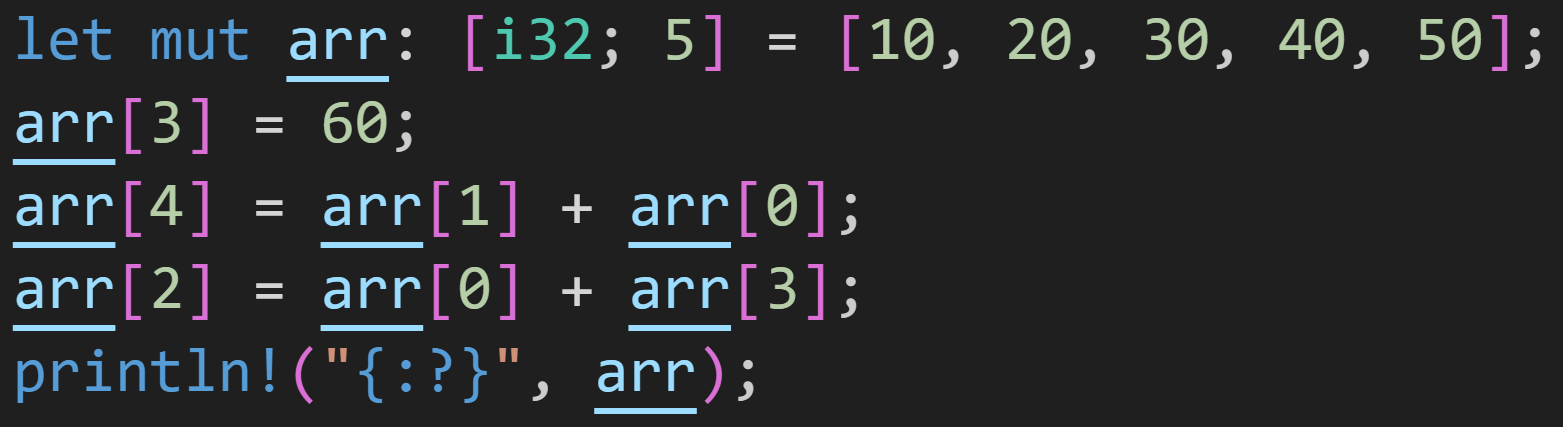 let mut arr: [i32; 5] = [10, 20, 30, 40, 50];
arr[3] = 60;
arr[4] = arr[1] + arr[0];
arr[2] = arr[0] + arr[3];
println!("{:?}", arr);